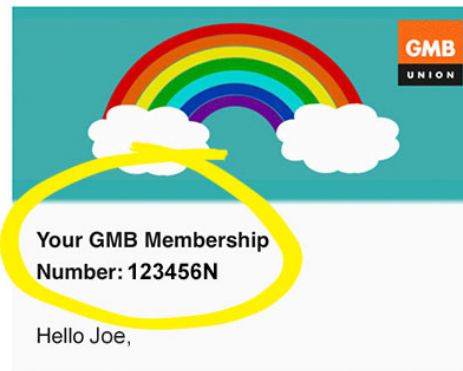 GMB
UNION
Your GMB Membership
Number: 123456N
Hello Joe,